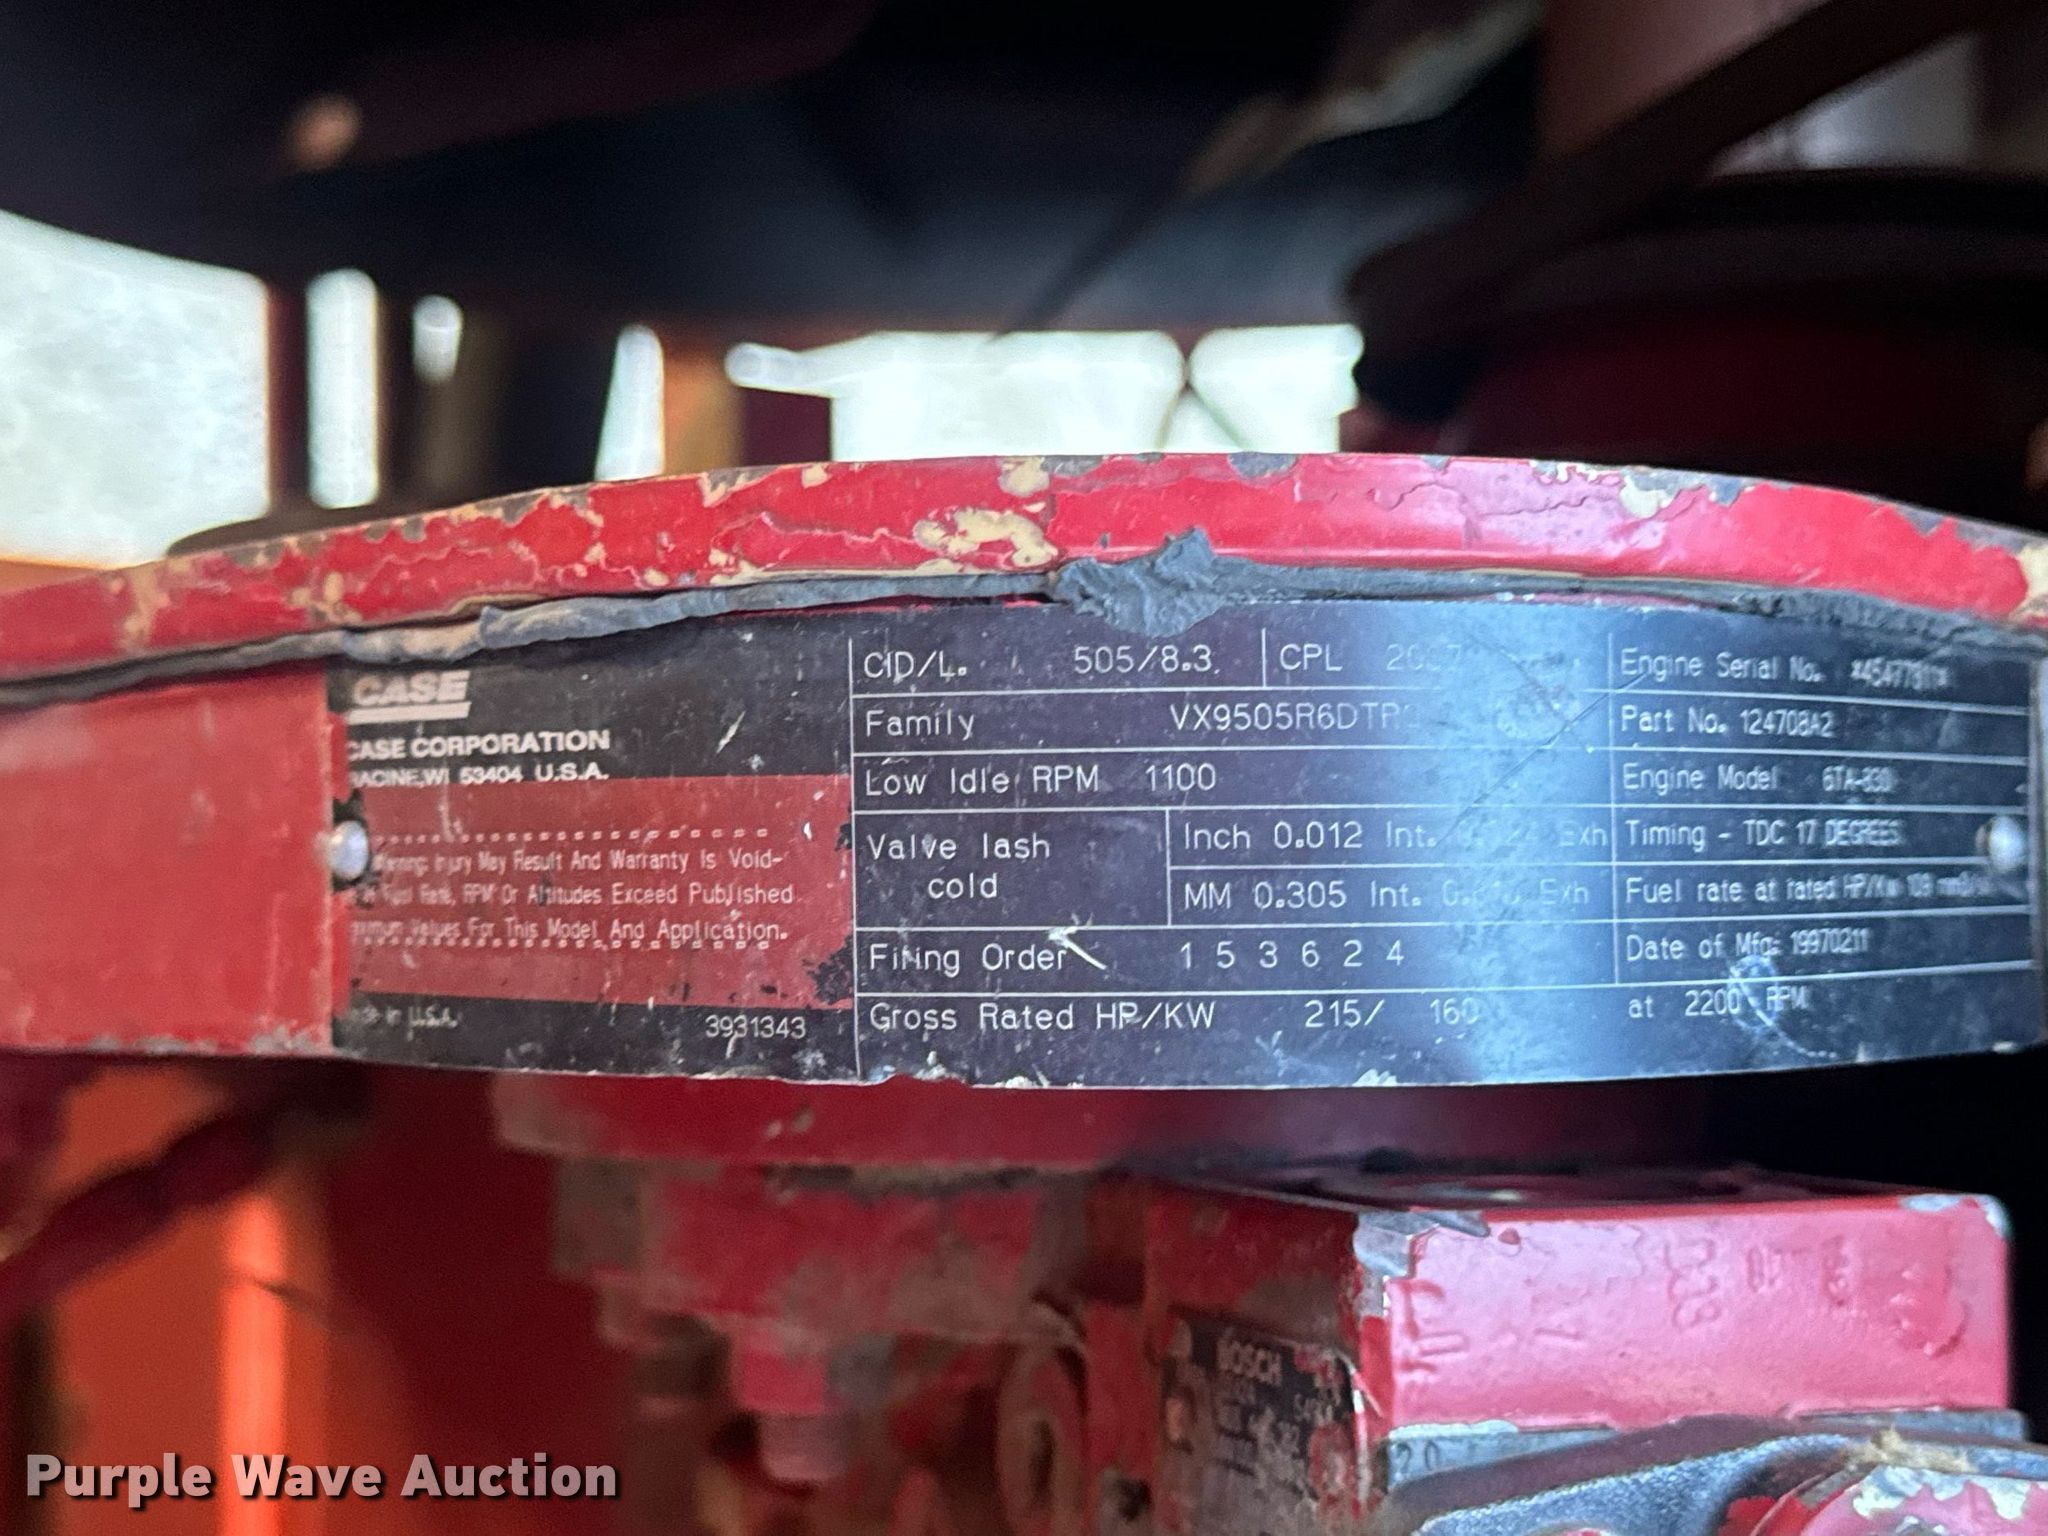 CASE
CASE CORPORATION
RACINE, WI 53404 U.S.A.
Warning: Injury May Result And Warranty Is Void-
Fuel Rate, RPM Or Altitudes Exceed Published
Values For This Model And Application.
in U.S.A. 3931343
CID/L. 505/8.3 CPL
Family
Low Idle RPM 1100
Valve lash cold
Inch 0.012 Int. Exh
MM 0.305 Int. Exh
Firing Order 1 5 3 6 2 4
Gross Rated HP/KW 215/ 160 at 2200 RPM
Engine Serial No.
Part No. 124708A2
Engine Model 6TA-830
Timing - TDC 17 DEGREES
Fuel rate at rated HP/Kw 109
Date of Mfg: 19970211
BOSCH
Purple Wave Auction